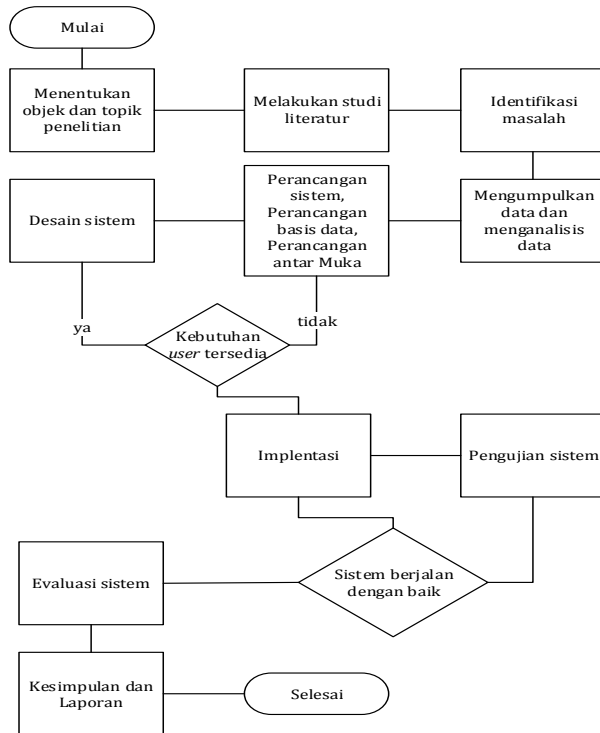 Mulai
Menentukan
objek dan topik
penelitian
Melakukan studi
literatur
Identifikasi
masalah
Desain sistem
Perancangan
sistem,
Perancangan
basis data,
Perancangan
antar Muka
Mengumpulkan
data dan
menganalisis
data
ya
tidak
Kebutuhan
user tersedia
Implentasi
Pengujian sistem
Evaluasi sistem
Sistem berjalan
dengan baik
Kesimpulan dan
Laporan
Selesai